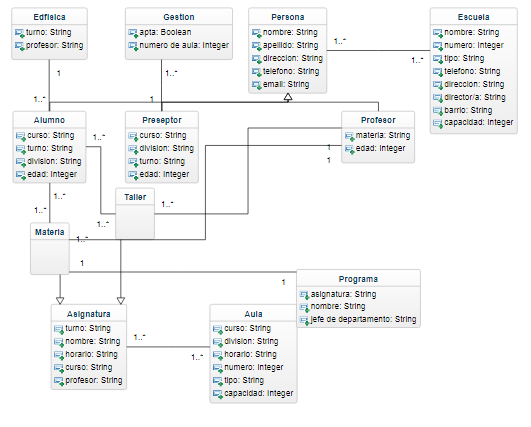 Edfisica
turno: String
profesor: String
Gestion
apta: Boolean
numero de aula: Integer
Persona
nombre: String
apellido: String
direccion: String
telefono: String
email: String
Escuela
nombre: String
numero: Integer
tipo: String
telefono: String
direccion: String
director/a: String
barrio: String
capacidad: Integer
1..*
1..*
1
1..*
1..*
1
Alumno
curso: String
turno: String
division: String
edad: Integer
Preseptor
curso: String
division: String
turno: String
edad: Integer
Profesor
materia: String
edad: Integer
1..*
1
1
1..*
1..*
Taller
1..*
Materia
1..*
1
1
Programa
asignatura: String
nombre: String
jefe de departamento: String
Asignatura
turno: String
nombre: String
horario: String
curso: String
profesor: String
1..*
1..*
Aula
curso: String
division: String
horario: String
numero: Integer
tipo: String
capacidad: Integer